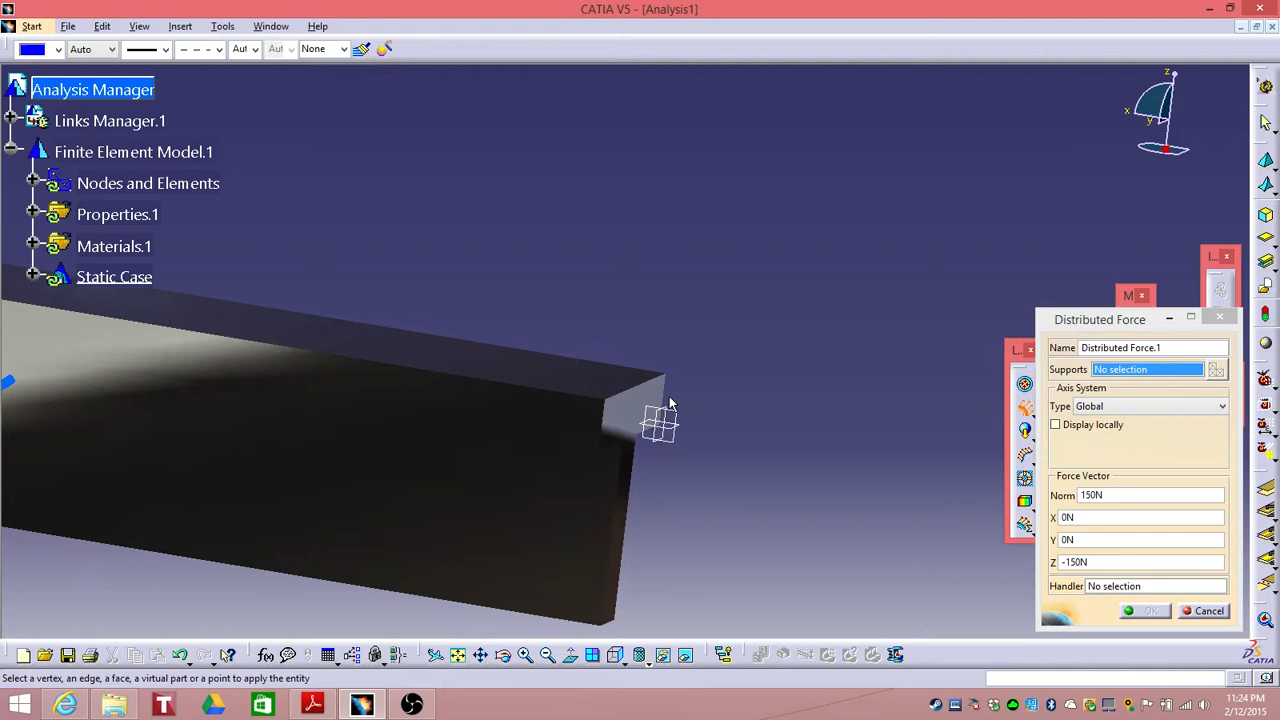 CATIA V5 - [Analysis1]
Start File Edit View Insert Tools Window Help
Auto Aut Aut None
Analysis Manager
Links Manager.1
Finite Element Model.1
Nodes and Elements
Properties.1
Materials.1
Static Case
z
x
y
I...
M
L...
Distributed Force
Name Distributed Force.1
Supports No selection
Axis System
Type Global
Display locally
Force Vector
Norm 150N
X 0N
Y 0N
Z -150N
Handler No selection
OK Cancel
f(x)
CATIA
Select a vertex, an edge, a face, a virtual part or a point to apply the entity
11:24 PM
2/12/2015